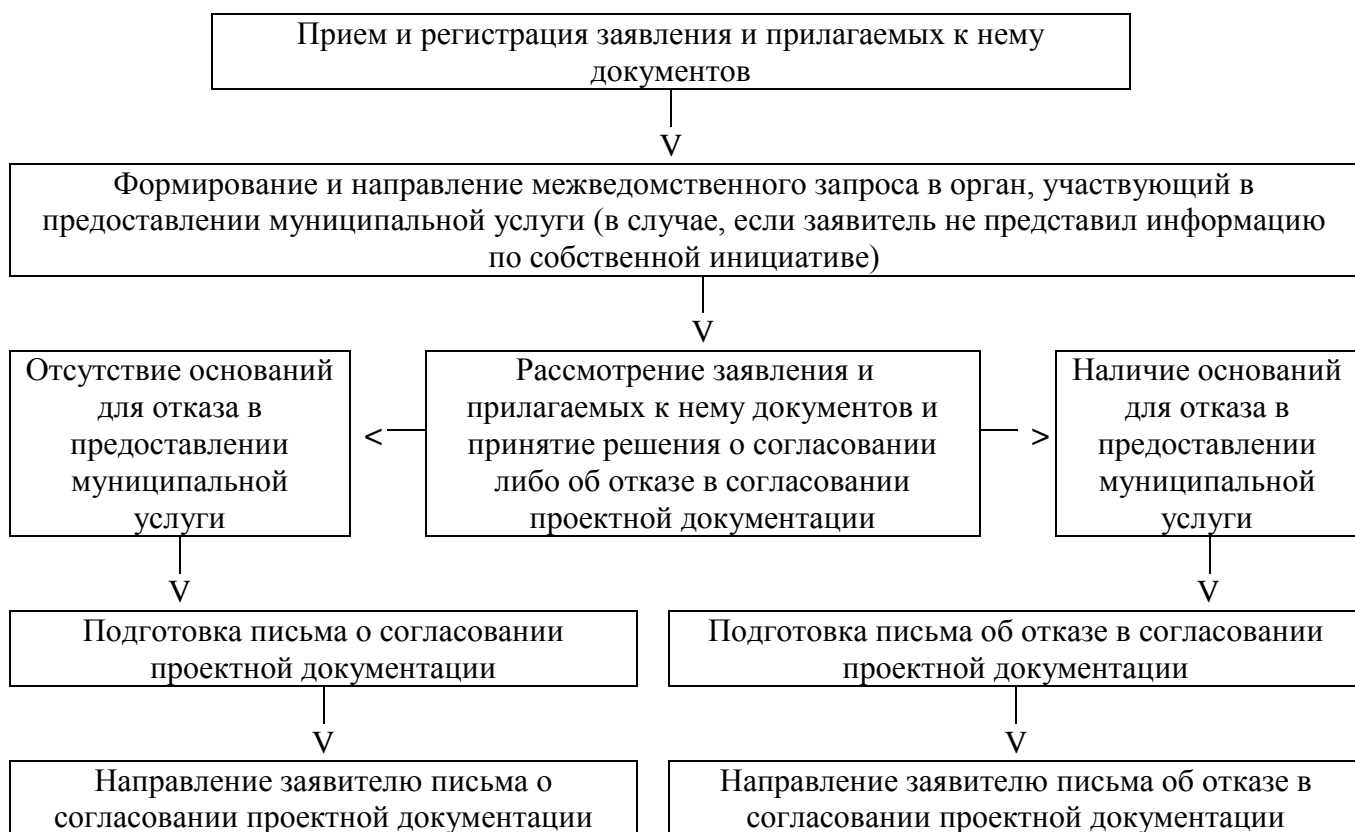 Прием и регистрация заявления и прилагаемых к нему
документов
V
Формирование и направление межведомственного запроса в орган, участвующий в
предоставлении муниципальной услуги (в случае, если заявитель не представил информацию
по собственной инициативе)
V
Отсутствие оснований
для отказа в
предоставлении
муниципальной
услуги
<
Рассмотрение заявления и
прилагаемых к нему документов и
принятие решения о согласовании
либо об отказе в согласовании
проектной документации
>
Наличие оснований
для отказа в
предоставлении
муниципальной
услуги
V
V
Подготовка письма о согласовании
проектной документации
Подготовка письма об отказе в согласовании
проектной документации
V
V
Направление заявителю письма о
согласовании проектной документации
Направление заявителю письма об отказе в
согласовании проектной документации